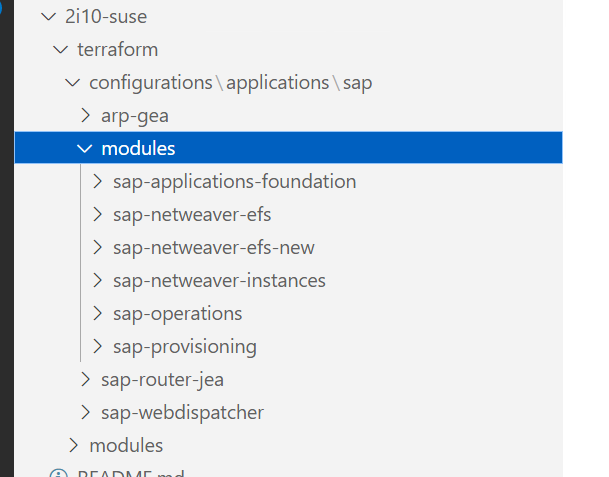 2i10-suse
terraform
configurations\applications\sap
arp-gea
modules
sap-applications-foundation
sap-netweaver-efs
sap-netweaver-efs-new
sap-netweaver-instances
sap-operations
sap-provisioning
sap-router-jea
sap-webdispatcher
modules
README.md